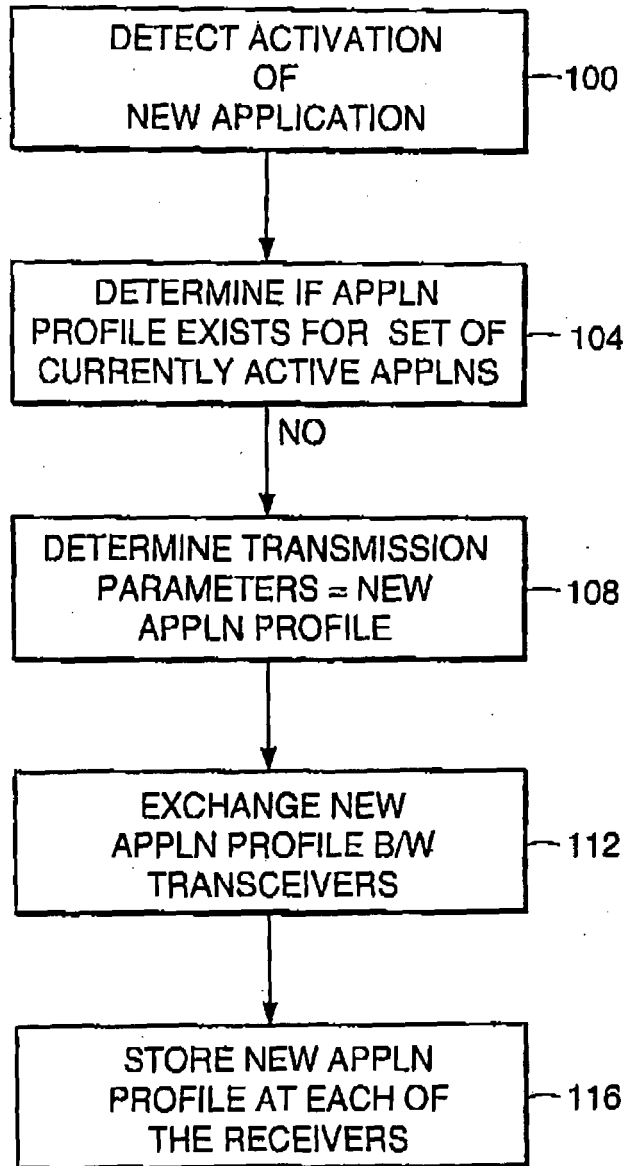 DETECT ACTIVATION
OF
NEW APPLICATION
100
DETERMINE IF APPLN
PROFILE EXISTS FOR SET OF
CURRENTLY ACTIVE APPLNS
104
NO
DETERMINE TRANSMISSION
PARAMETERS = NEW
APPLN PROFILE
108
EXCHANGE NEW
APPLN PROFILE B/W
TRANSCEIVERS
112
STORE NEW APPLN
PROFILE AT EACH OF
THE RECEIVERS
116